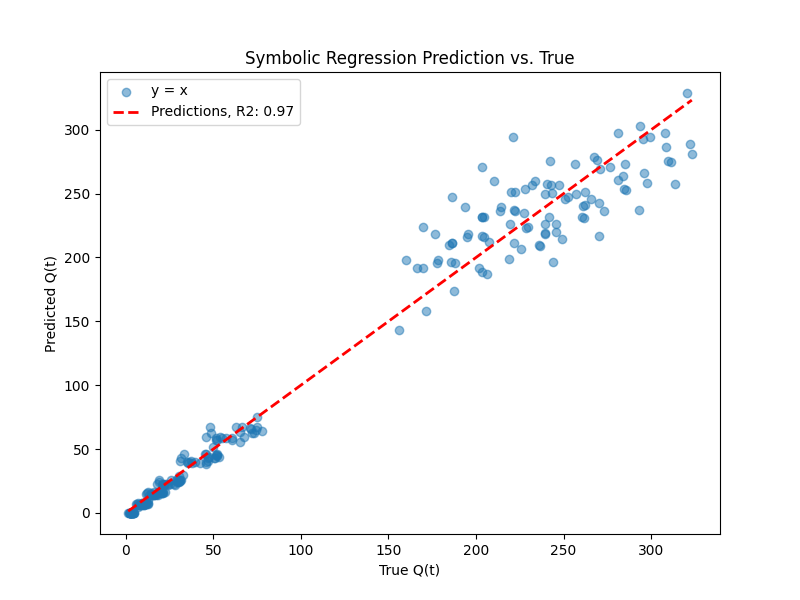 Symbolic Regression Prediction vs. True
y = x
Predictions, R2: 0.97
300
250
200
150
100
50
0
Predicted Q(t)
0 50 100 150 200 250 300
True Q(t)